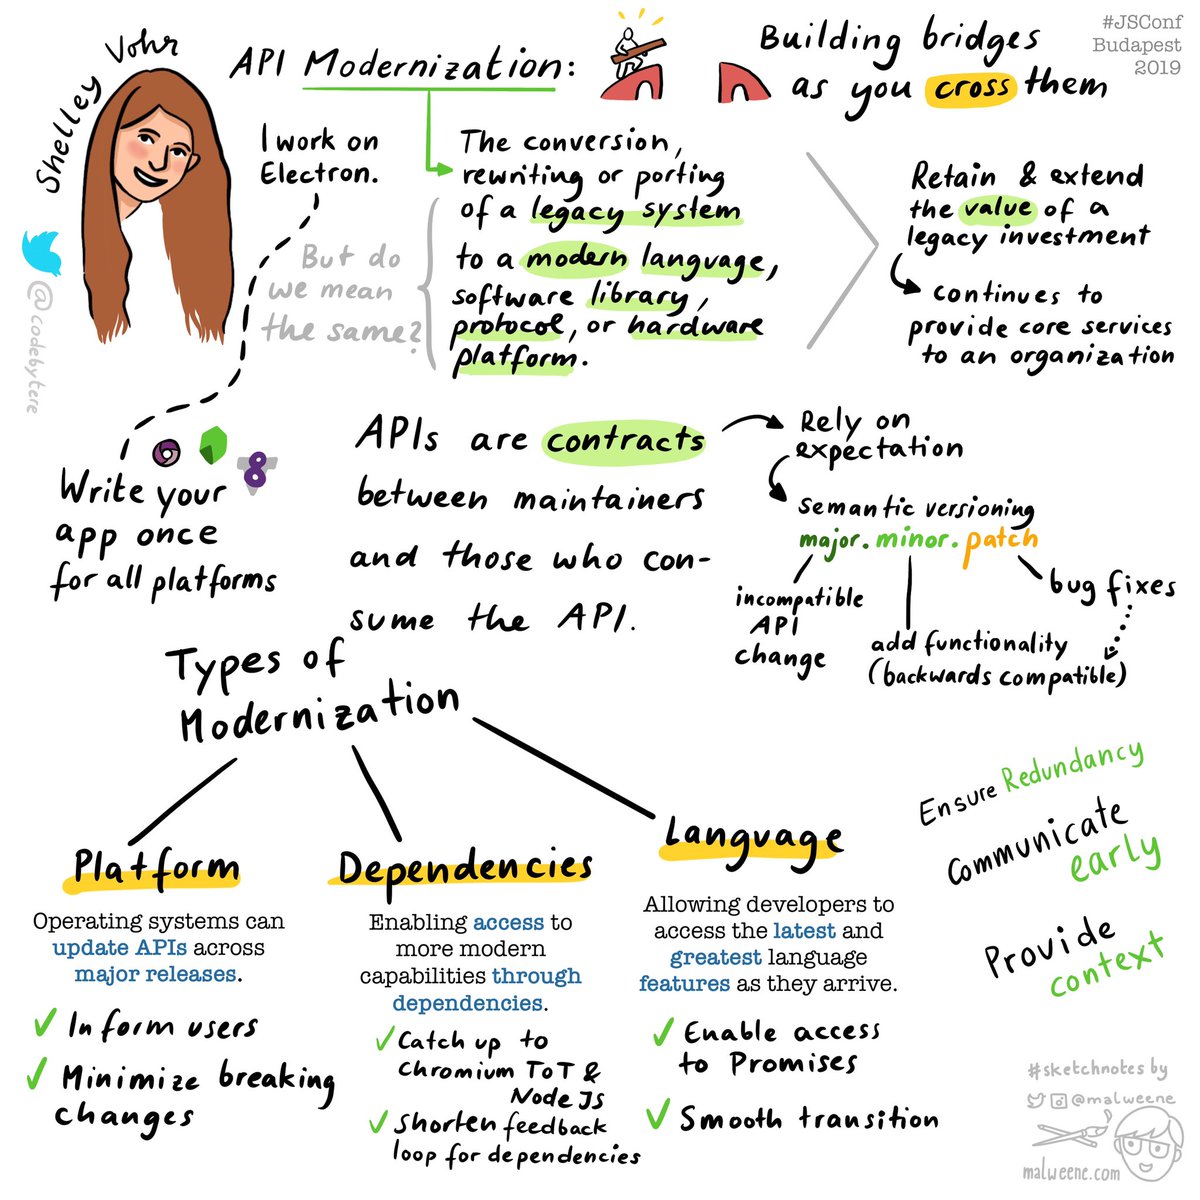 Shelley Vohr
@codebytere
API Modernization:
Building bridges
as you cross them
#JSConf
Budapest
2019
I work on
Electron.
But do
we mean
the same?
The conversion,
rewriting or porting
of a legacy system
to a modern language,
software library,
protocol, or hardware
platform.
Retain & extend
the value of a
legacy investment
continues to
provide core services
to an organization
Write your
app once
for all platforms
8
APIs are contracts
between maintainers
and those who con-
sume the API.
Rely on
expectation
semantic versioning
major. minor. patch
incompatible
API
change
add functionality
(backwards compatible)
bug fixes
Types of
Modernization
Platform
Operating systems can
update APIs across
major releases.
Inform users
Minimize breaking
changes
Dependencies
Enabling access to
more modern
capabilities through
dependencies.
Catch up to
Chromium ToT &
Node JS
Shorten feedback
loop for dependencies
Language
Allowing developers to
access the latest and
greatest language
features as they arrive.
Enable access
to Promises
Smooth transition
Ensure Redundancy
Communicate
early
Provide
context
#sketchnotes by
@malweene
malweene.com